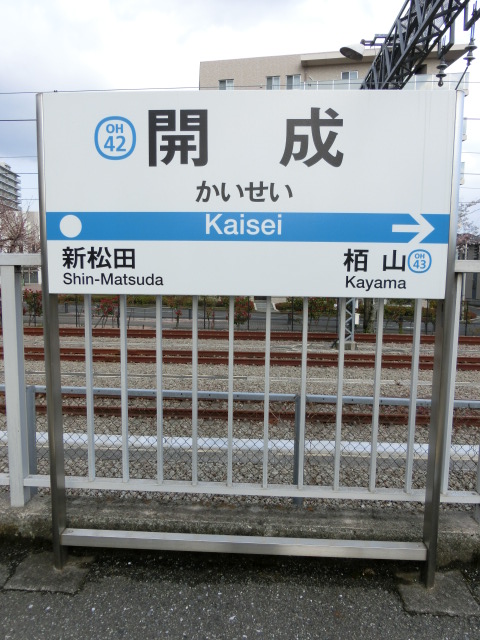 OH
42
開 成
かいせい
Kaisei
新松田
Shin-Matsuda
栢山
OH
43
Kayama